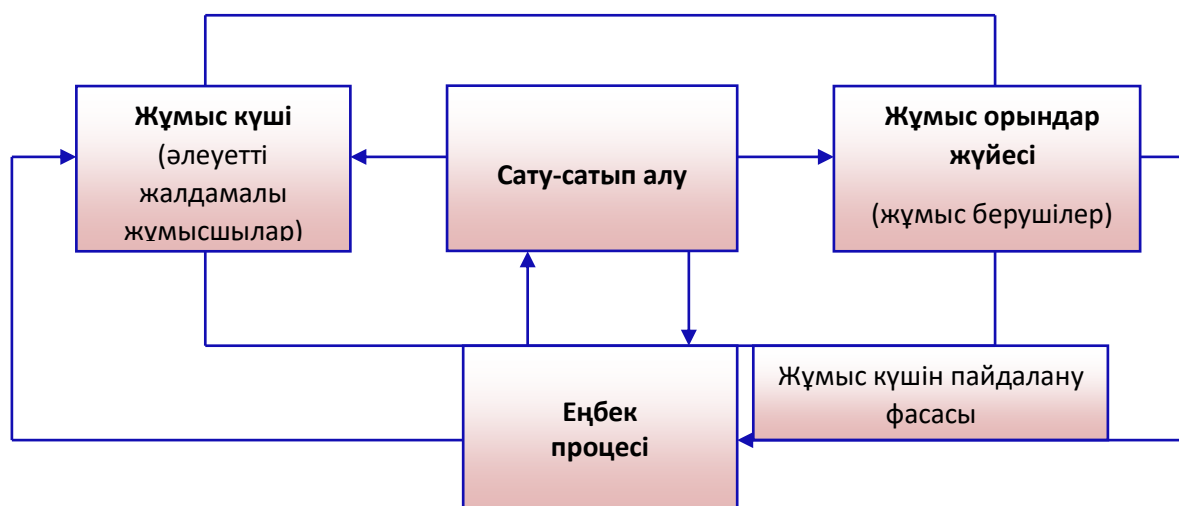 Жұмыс күші
(әлеуетті
жалдамалы
жұмысшылар)
Сату-сатып алу
Жұмыс орындар
жүйесі
(жұмыс берушілер)
Еңбек
процесі
Жұмыс күшін пайдалану
фасасы